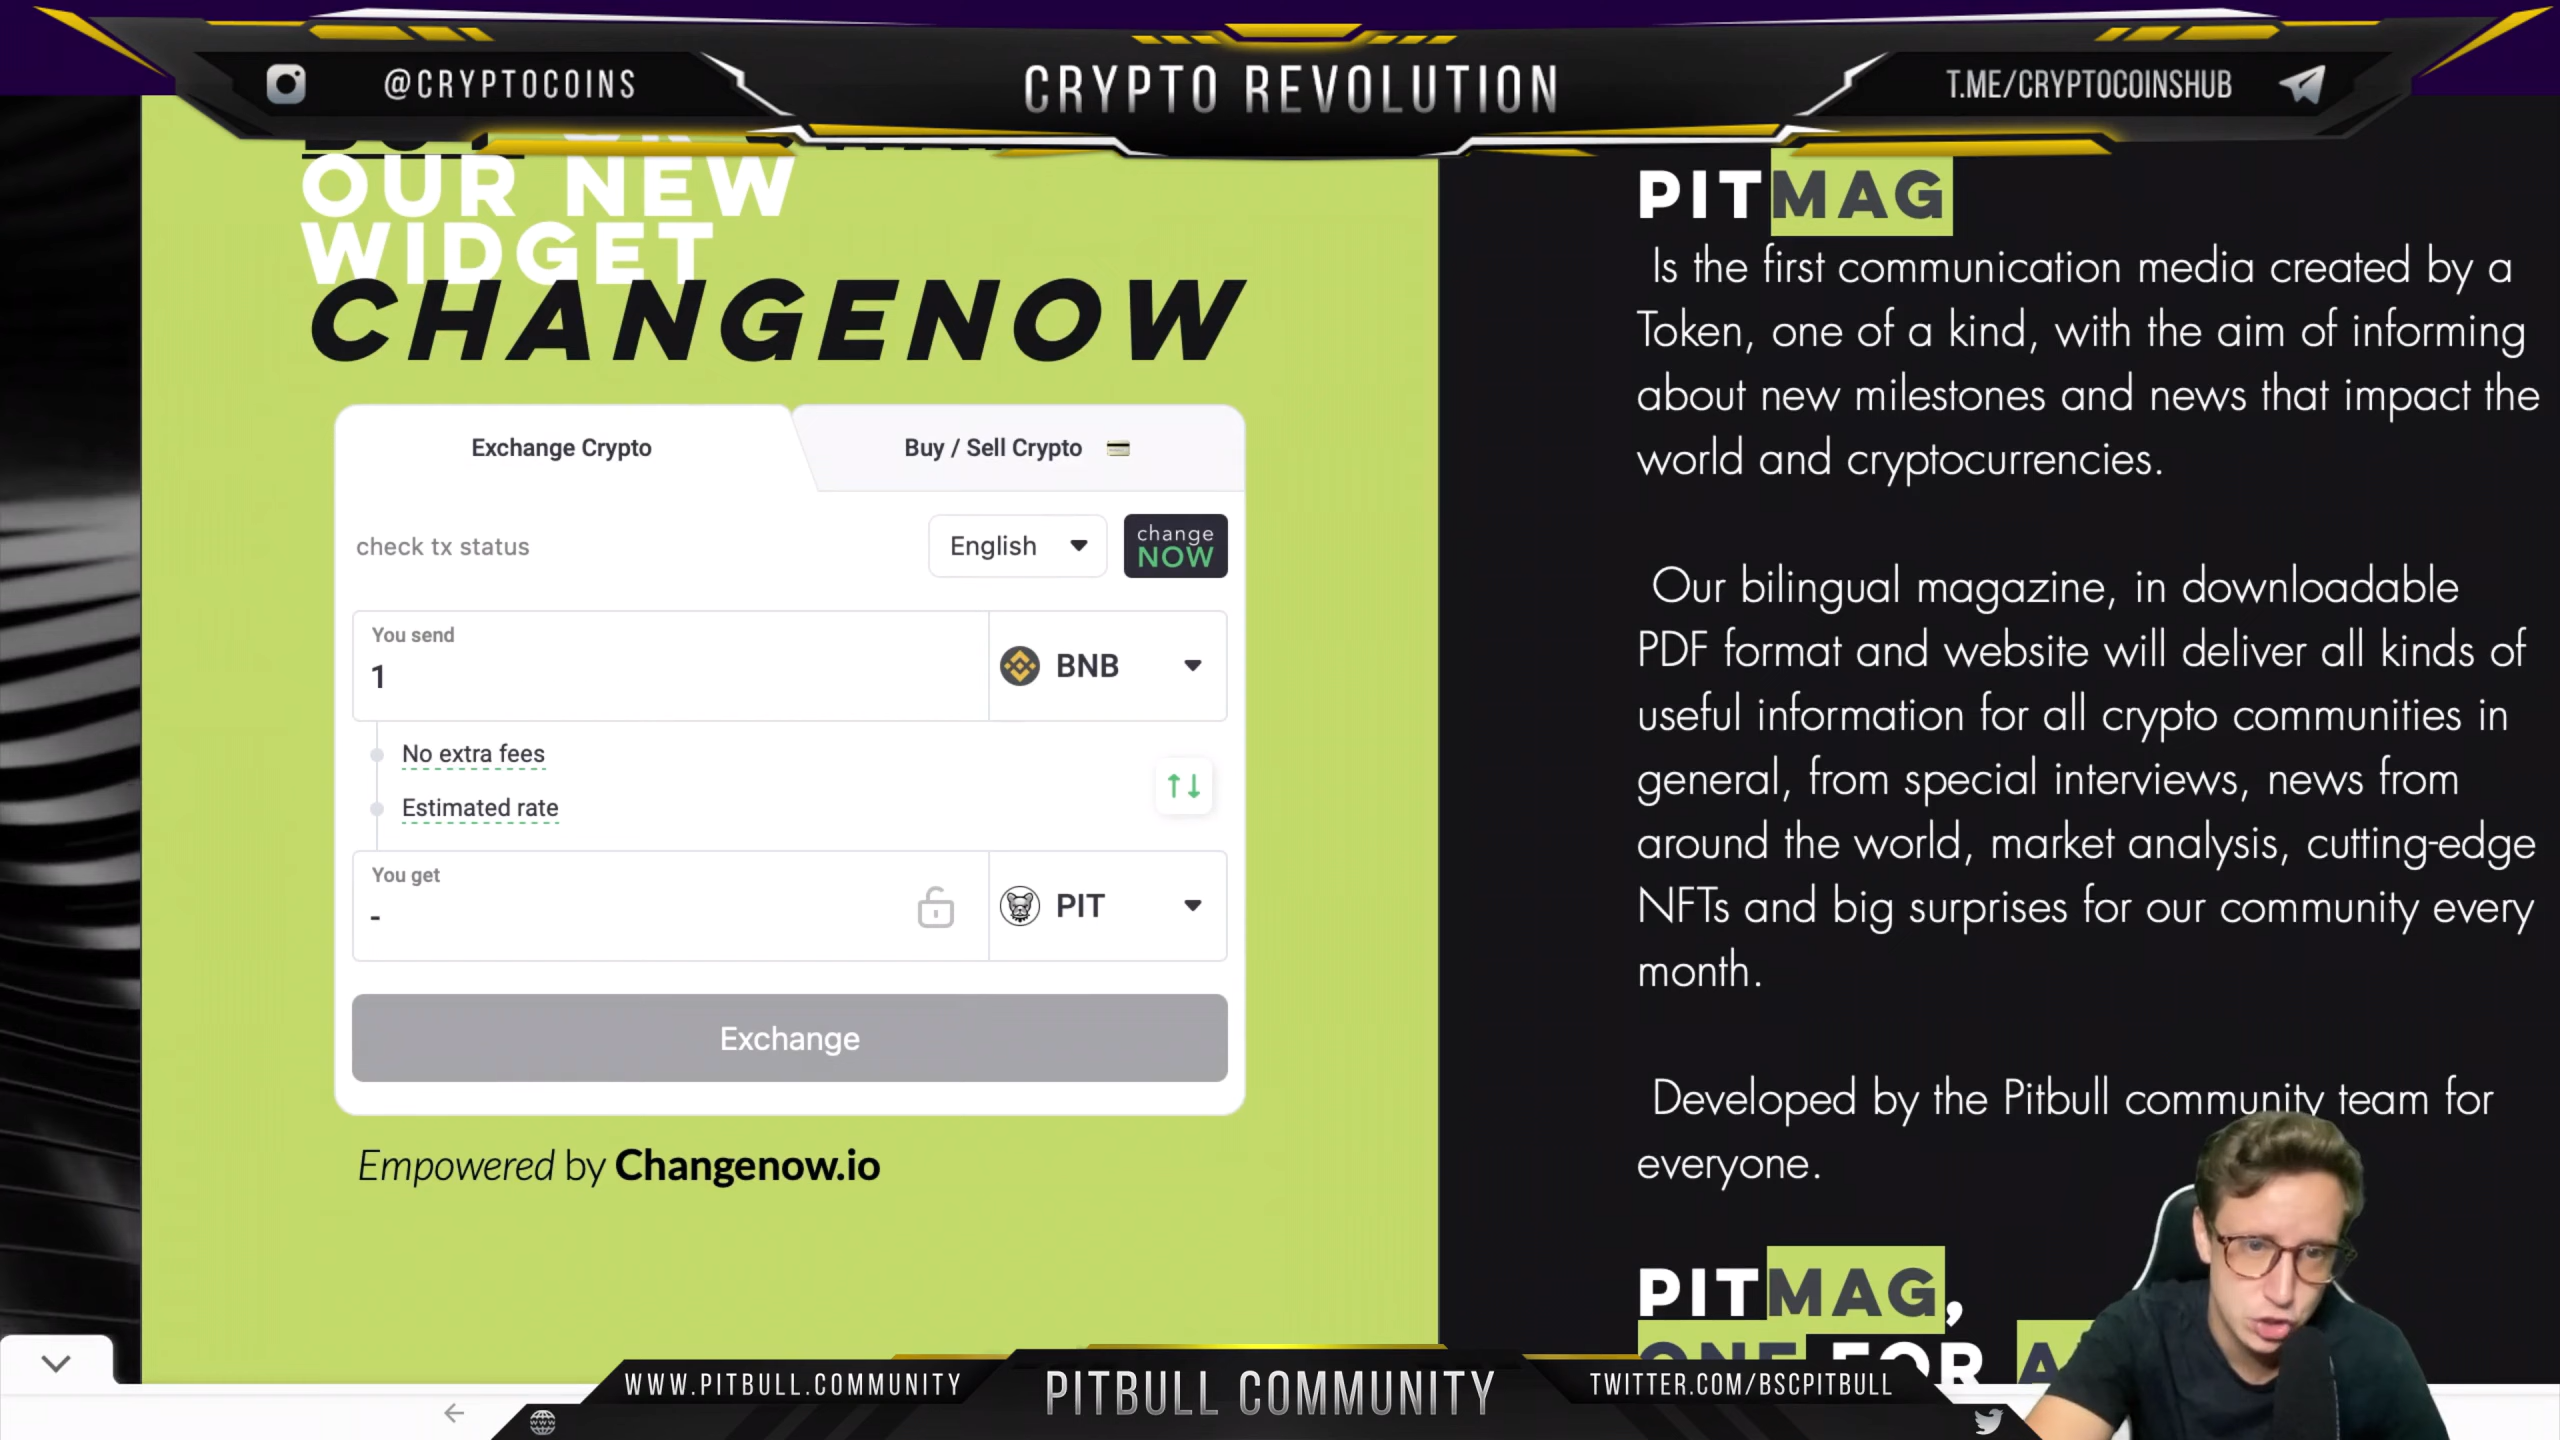 @CRYPTOCOINS
CRYPTO REVOLUTION
T.ME/CRYPTOCOINSHUB
OUR NEW
WIDGET
CHANGENOW
Exchange Crypto
Buy / Sell Crypto
check tx status
English
change
NOW
You send
1
BNB
No extra fees
Estimated rate
You get
-
PIT
Exchange
Empowered by Changenow.io
PITMAG
Is the first communication media created by a
Token, one of a kind, with the aim of informing
about new milestones and news that impact the
world and cryptocurrencies.
Our bilingual magazine, in downloadable
PDF format and website will deliver all kinds of
useful information for all crypto communities in
general, from special interviews, news from
around the world, market analysis, cutting-edge
NFTs and big surprises for our community every
month.
Developed by the Pitbull community team for
everyone.
PITMAG,
ONE FOR
WWW.PITBULL.COMMUNITY
PITBULL COMMUNITY
TWITTER.COM/BSCPITBULL